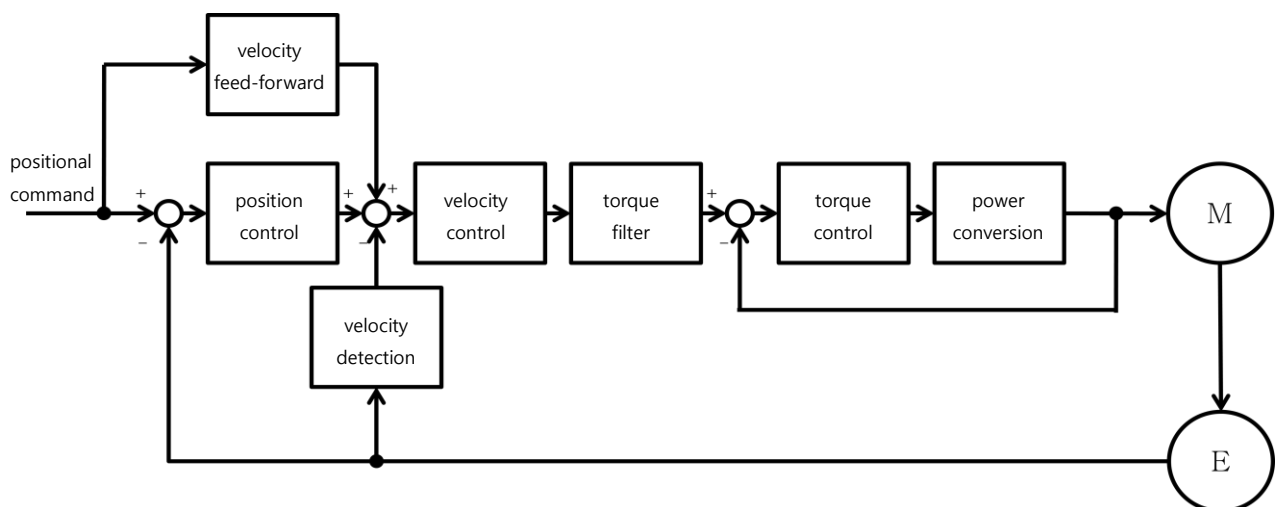 velocity
feed-forward
positional
command
+
−
position
control
+
+
−
velocity
control
torque
filter
+
−
torque
control
power
conversion
M
velocity
detection
E